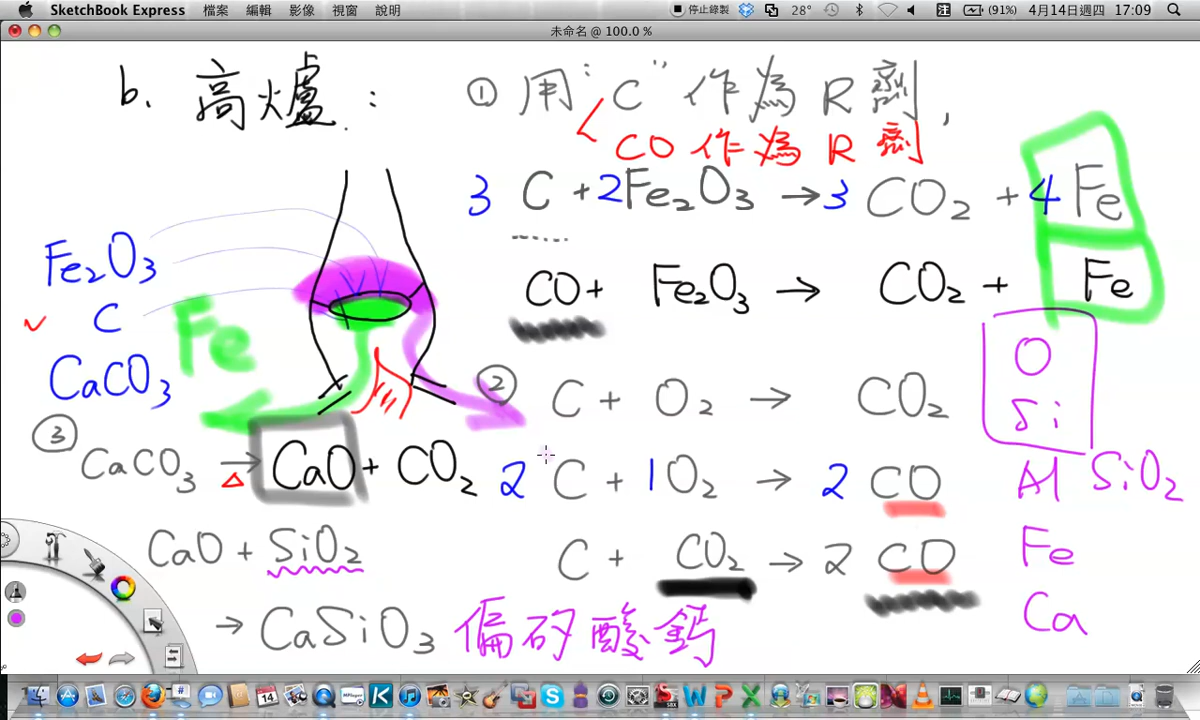 SketchBook Express 檔案 編輯 影像 視窗 說明 停止錄製 28° 注 (91%) 4月14日週四 17:09
未命名 @ 100.0 %
b. 高爐:
① 用 "C" 作為 R 劑,
CO 作為 R 劑
3 C + 2Fe₂O₃ → 3 CO₂ + 4 Fe
CO + Fe₂O₃ → CO₂ + Fe
Fe₂O₃
✓ C
CaCO₃
Fe
② C + O₂ → CO₂
2 C + 1O₂ → 2 CO
C + CO₂ → 2 CO
③ CaCO₃ →
△ CaO + CO₂
CaO + SiO₂
→ CaSiO₃ 偏矽酸鈣
O
Si
Al SiO₂
Fe
Ca